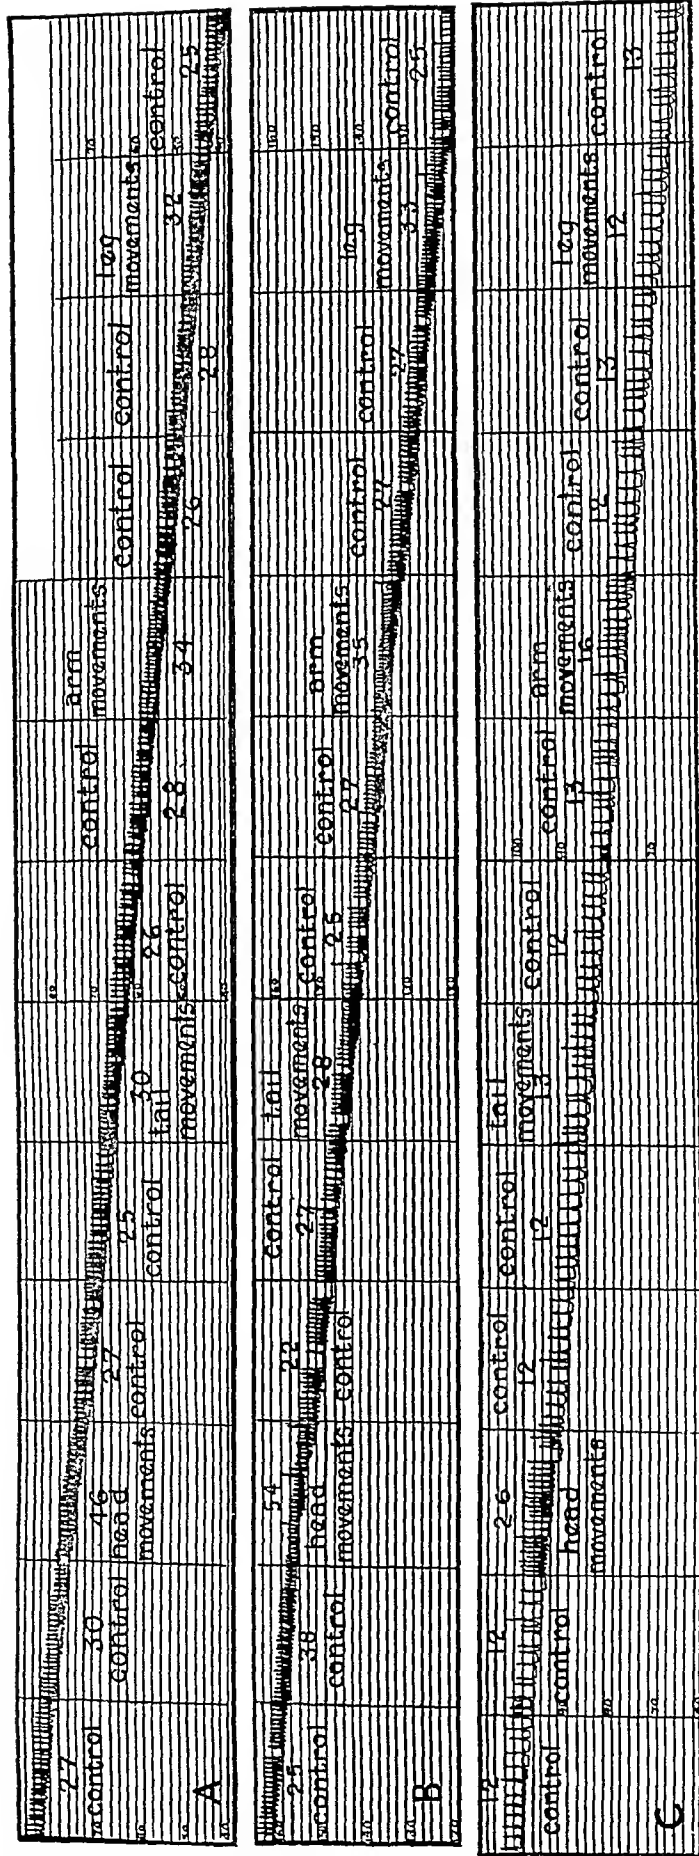 27
control
30
control
46
head
movements
27
control
25
control
30
tail
movements
26
control
28
control
arm
movements
34
control
26
control
28
leg
movements
32
control
25
A
25
control
38
control
54
head
movements
22
control
control
27
tail
movements
28
control
25
control
27
arm
movements
35
control
27
control
27
leg
movements
33
control
25
B
12
control
12
control
26
head
movements
control
12
control
12
tail
movements
13
control
12
control
13
arm
movements
16
control
12
control
13
leg
movements
12
control
13
C